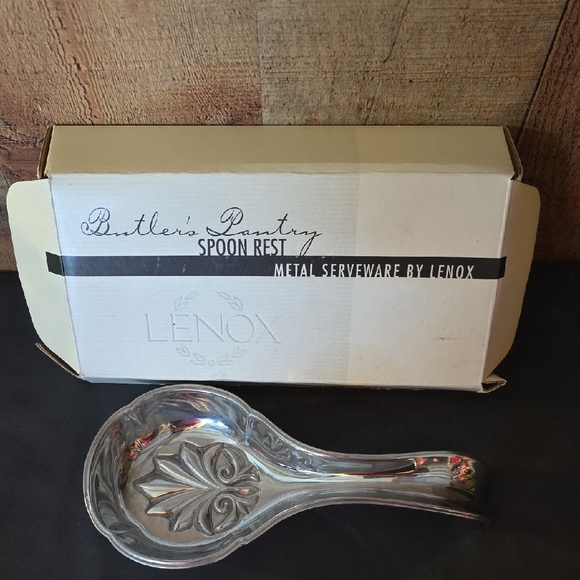 Butler's Pantry
SPOON REST
METAL SERVEWARE BY LENOX
LENOX